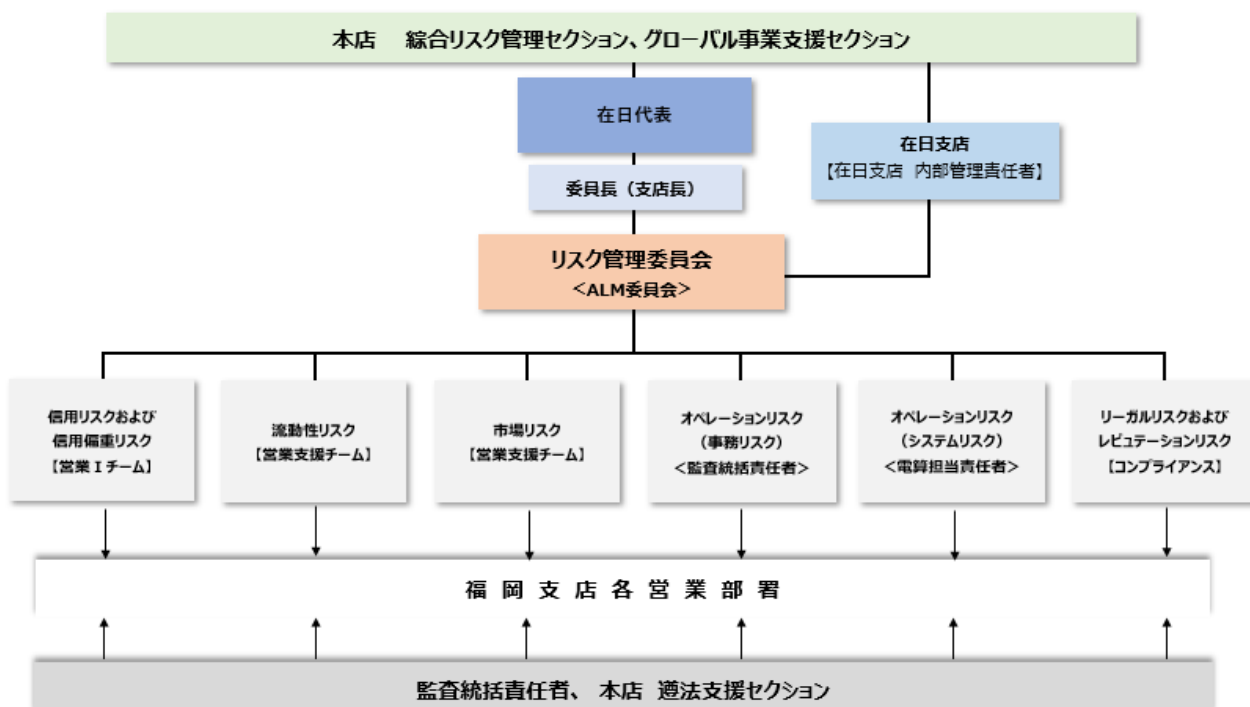 本店　綜合リスク管理セクション、グローバル事業支援セクション
在日代表
在日支店
【在日支店 内部管理責任者】
委員長（支店長）
リスク管理委員会
＜ALM委員会＞
信用リスクおよび
信用偏重リスク
【営業Ⅰチーム】
流動性リスク
【営業支援チーム】
市場リスク
【営業支援チーム】
オペレーションリスク
（事務リスク）
＜監査統括責任者＞
オペレーションリスク
（システムリスク）
＜電算担当責任者＞
リーガルリスクおよび
レピュテーションリスク
【コンプライアンス】
福岡支店各営業部署
監査統括責任者、本店 遵法支援セクション